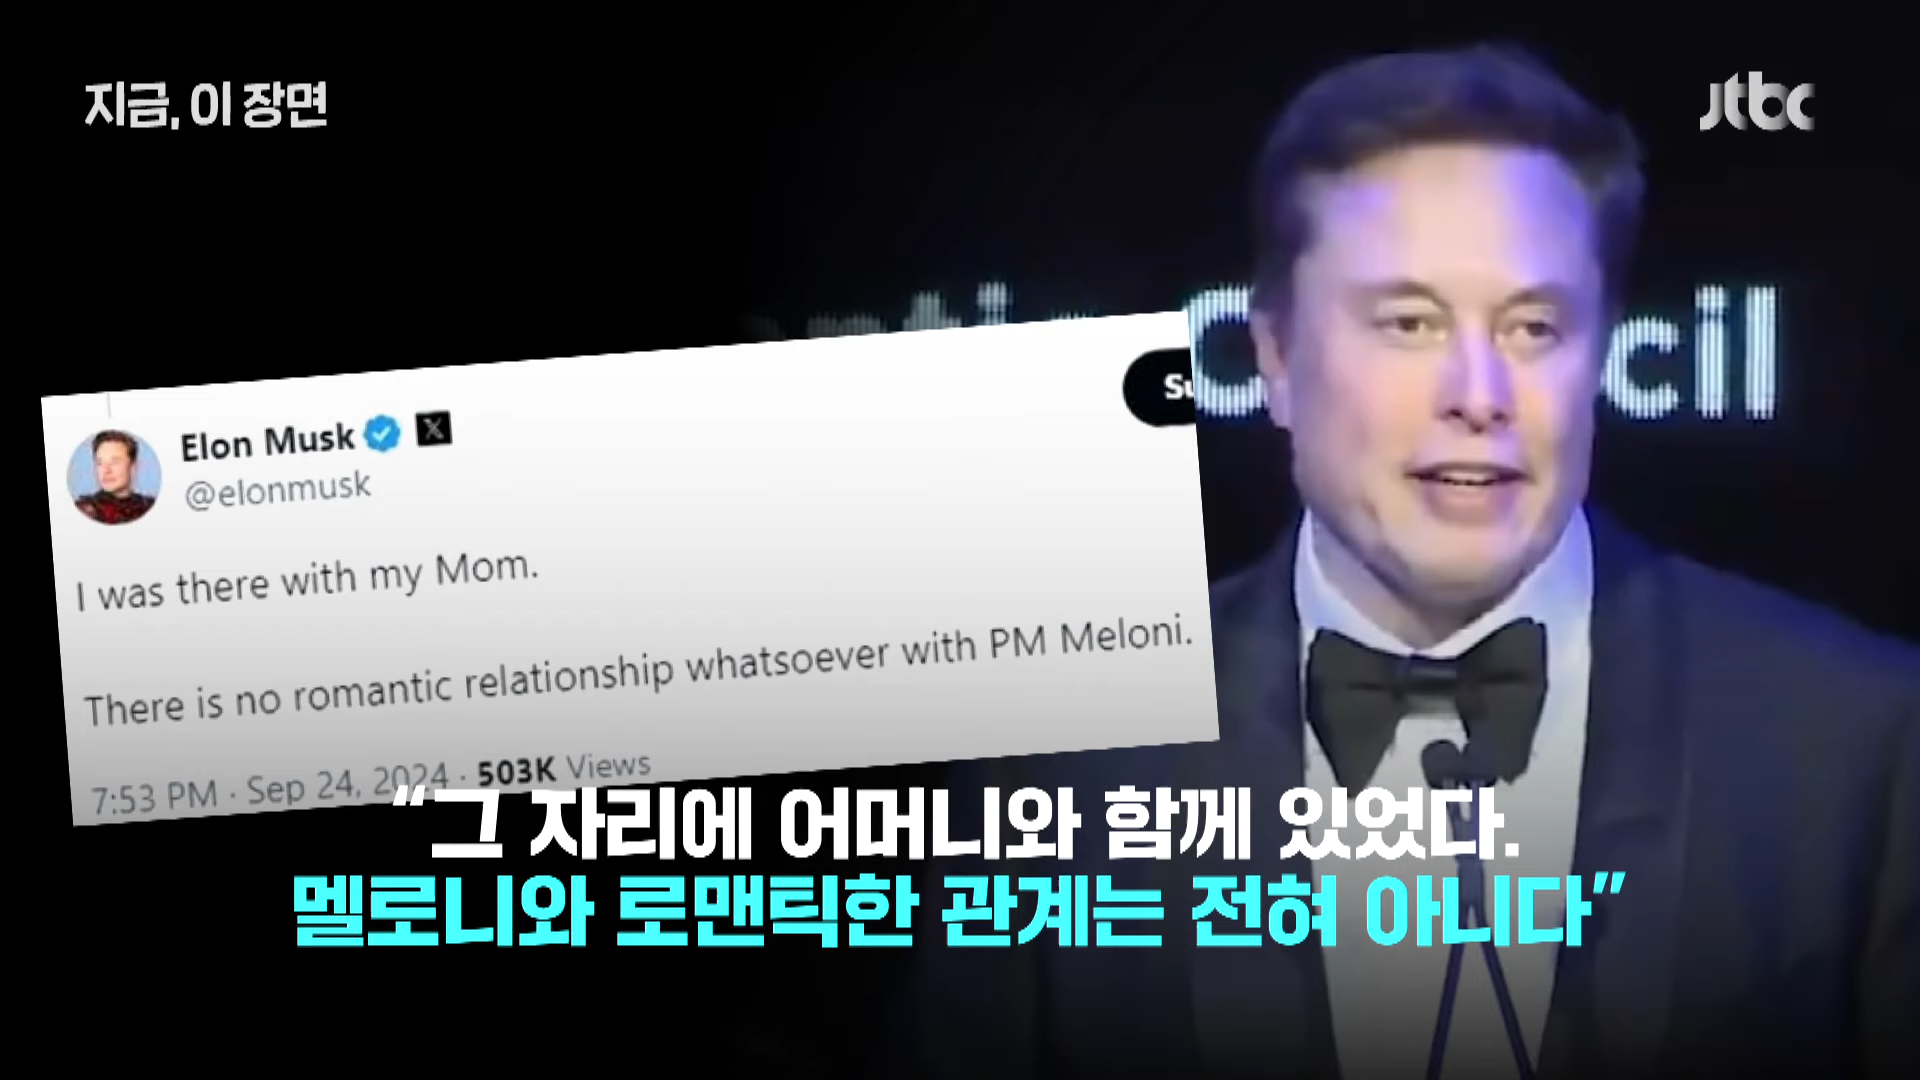 지금, 이 장면
jtbc
cil
Elon Musk
@elonmusk
I was there with my Mom.
There is no romantic relationship whatsoever with PM Meloni.
7:53 PM · Sep 24, 2024 · 503K Views
“그 자리에 어머니와 함께 있었다.
멜로니와 로맨틱한 관계는 전혀 아니다”